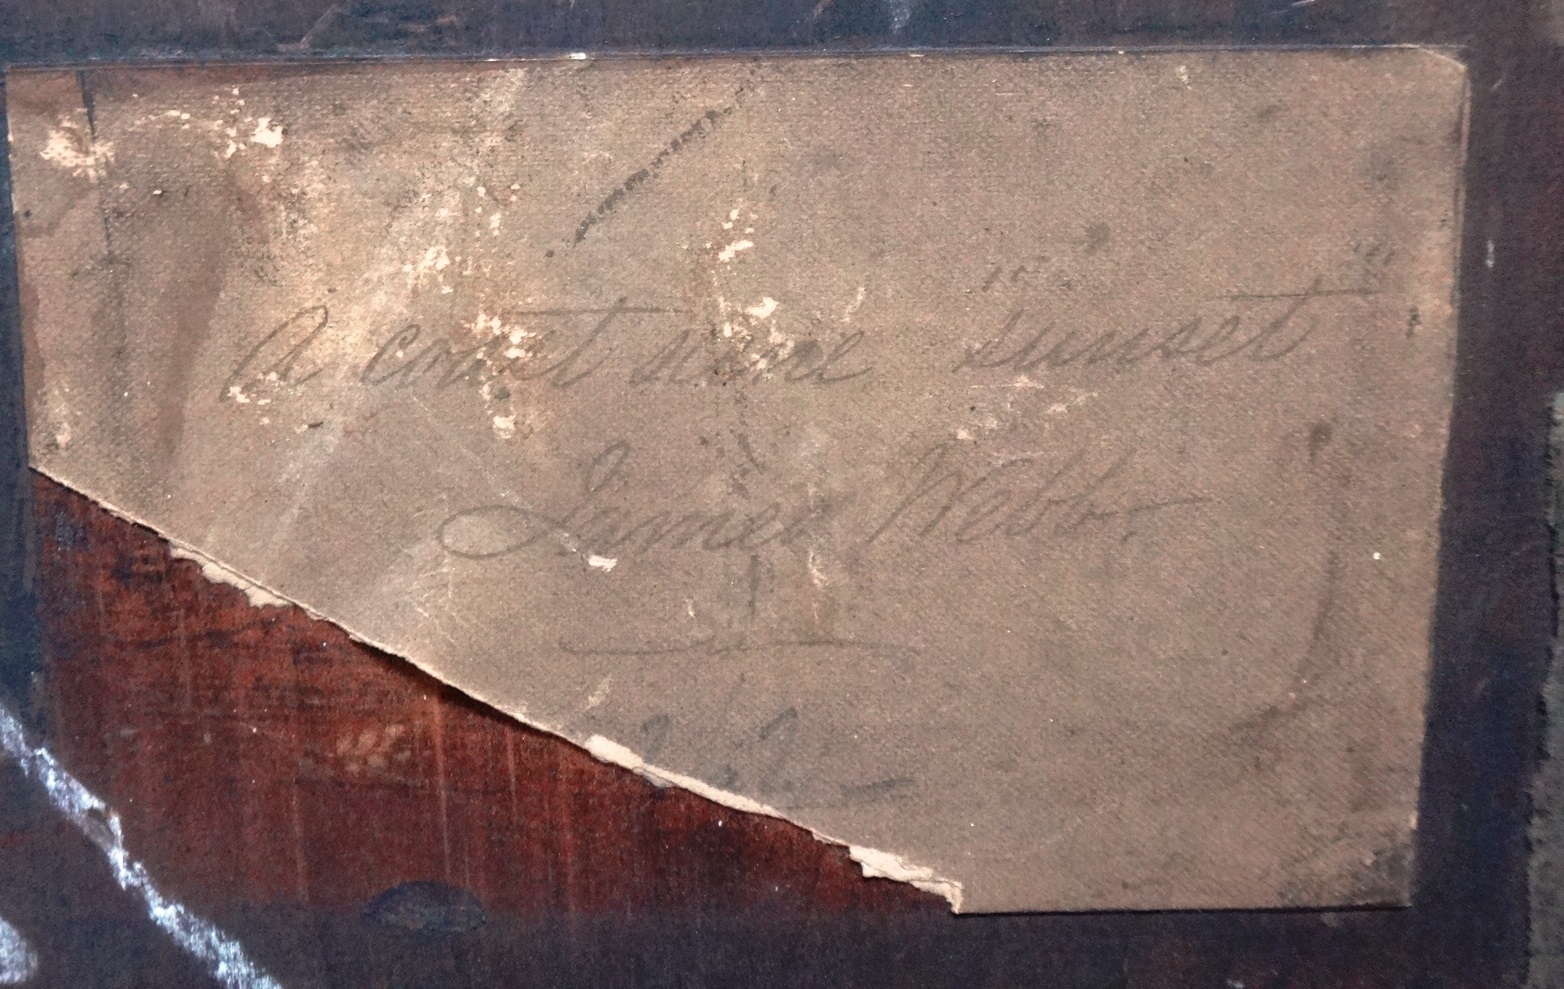 A coast scene "sunset"
James Webb.